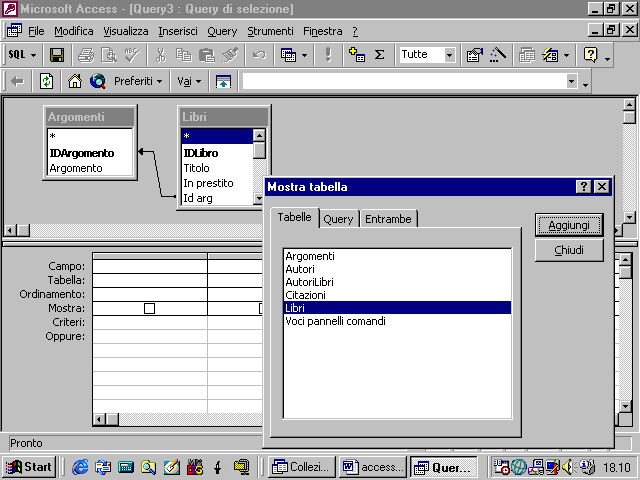 Microsoft Access - [Query3 : Query di selezione]
File Modifica Visualizza Inserisci Query Strumenti Finestra ?
SQL Σ Tutte
Preferiti Vai
Argomenti
*
IDArgomento
Argomento
Libri
*
IDLibro
Titolo
In prestito
Id arg
Mostra tabella
Tabelle Query Entrambe
Argomenti
Autori
AutoriLibri
Citazioni
Libri
Voci pannelli comandi
Aggiungi
Chiudi
Campo:
Tabella:
Ordinamento:
Mostra:
Criteri:
Oppure:
Pronto
Start Collezi... access... Quer... 18.10